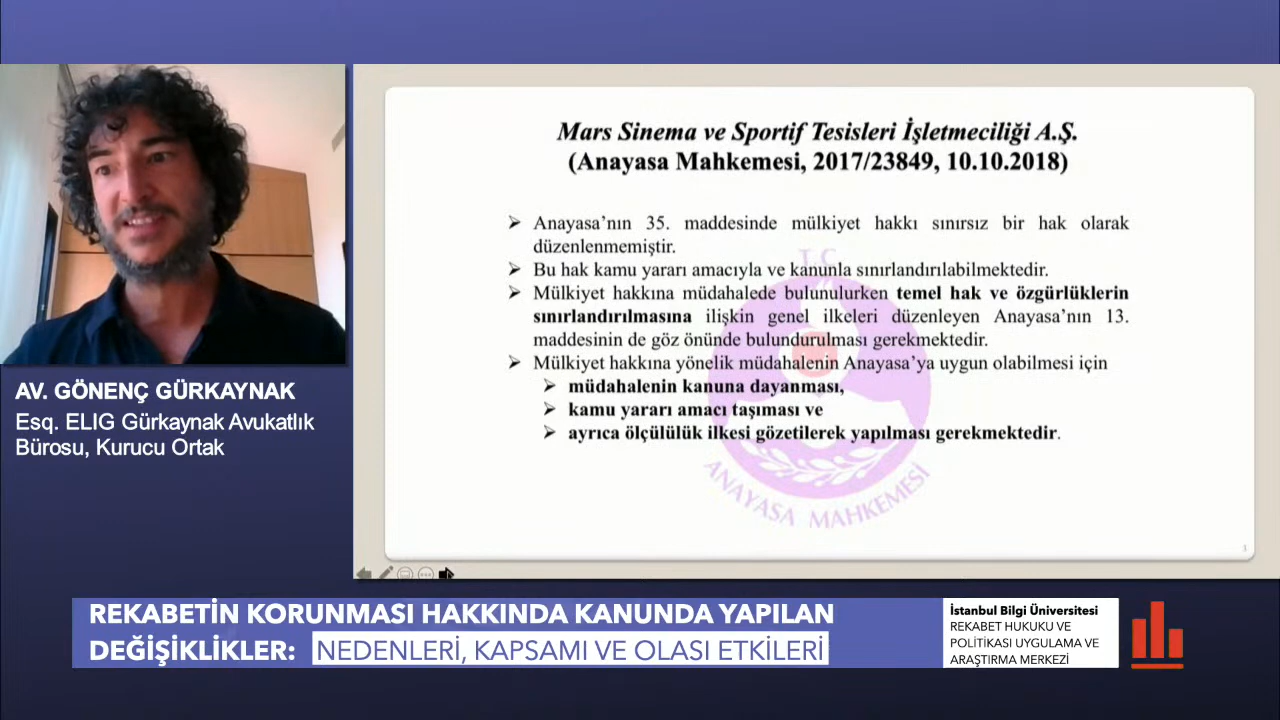 Mars Sinema ve Sportif Tesisleri İşletmeciliği A.Ş.
(Anayasa Mahkemesi, 2017/23849, 10.10.2018)
➢ Anayasa’nın 35. maddesinde mülkiyet hakkı sınırsız bir hak olarak
düzenlenmemiştir.
➢ Bu hak kamu yararı amacıyla ve kanunla sınırlandırılabilmektedir.
➢ Mülkiyet hakkına müdahalede bulunulurken temel hak ve özgürlüklerin
sınırlandırılmasına ilişkin genel ilkeleri düzenleyen Anayasa’nın 13.
maddesinin de göz önünde bulundurulması gerekmektedir.
➢ Mülkiyet hakkına yönelik müdahalenin Anayasa’ya uygun olabilmesi için
➢ müdahalenin kanuna dayanması,
➢ kamu yararı amacı taşıması ve
➢ ayrıca ölçülülük ilkesi gözetilerek yapılması gerekmektedir.
T.C
ANAYASA MAHKEMESİ
1
AV. GÖNENÇ GÜRKAYNAK
Esq. ELIG Gürkaynak Avukatlık
Bürosu, Kurucu Ortak
REKABETİN KORUNMASI HAKKINDA KANUNDA YAPILAN
DEĞİŞİKLİKLER: NEDENLERİ, KAPSAMI VE OLASI ETKİLERİ
İstanbul Bilgi Üniversitesi
REKABET HUKUKU VE
POLİTİKASI UYGULAMA VE
ARAŞTIRMA MERKEZİ